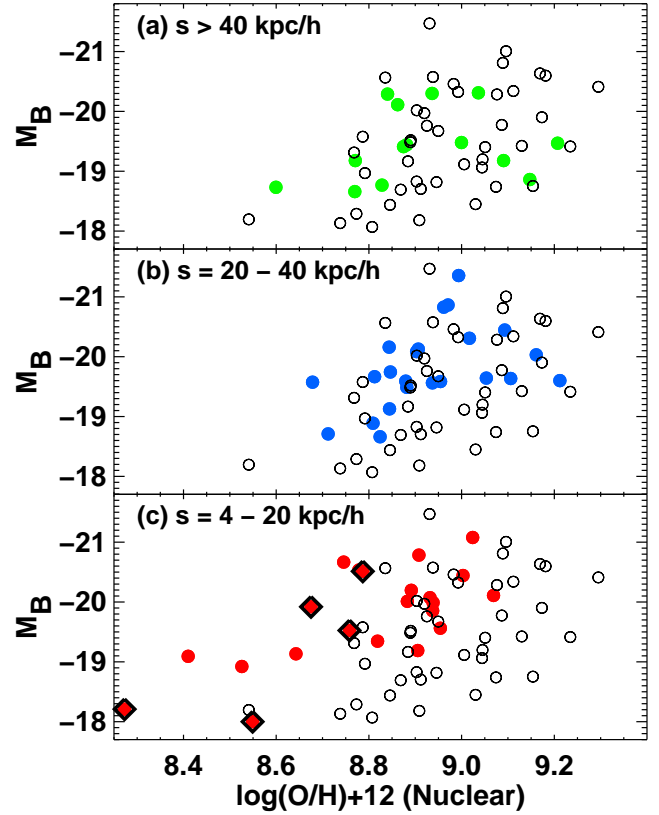 (a) s > 40 kpc/h
-21
-20
-19
-18
M_B
(b) s = 20 – 40 kpc/h
-21
-20
-19
-18
M_B
(c) s = 4 – 20 kpc/h
-21
-20
-19
-18
M_B
8.4 8.6 8.8 9.0 9.2
log(O/H)+12 (Nuclear)